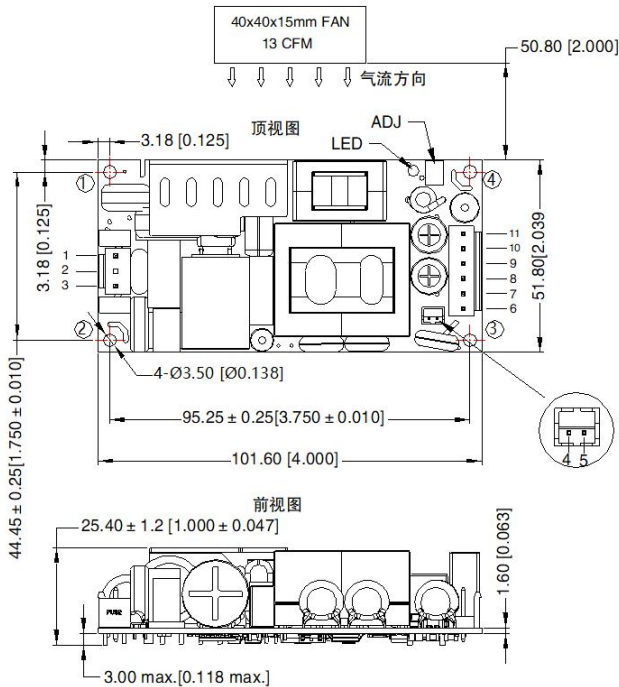 40x40x15mm FAN
13 CFM
50.80 [2.000]
气流方向
3.18 [0.125]
顶视图
ADJ
LED
①
④
3.18 [0.125]
1
2
3
11
10
9
8
7
6
51.80[2.039
②
③
4-Ø3.50 [Ø0.138]
95.25 ± 0.25[3.750 ± 0.010]
4 5
101.60 [4.000]
44.45 ± 0.25[1.750 ± 0.010]
前视图
25.40 ± 1.2 [1.000 ± 0.047]
1.60 [0.063]
3.00 max.[0.118 max.]